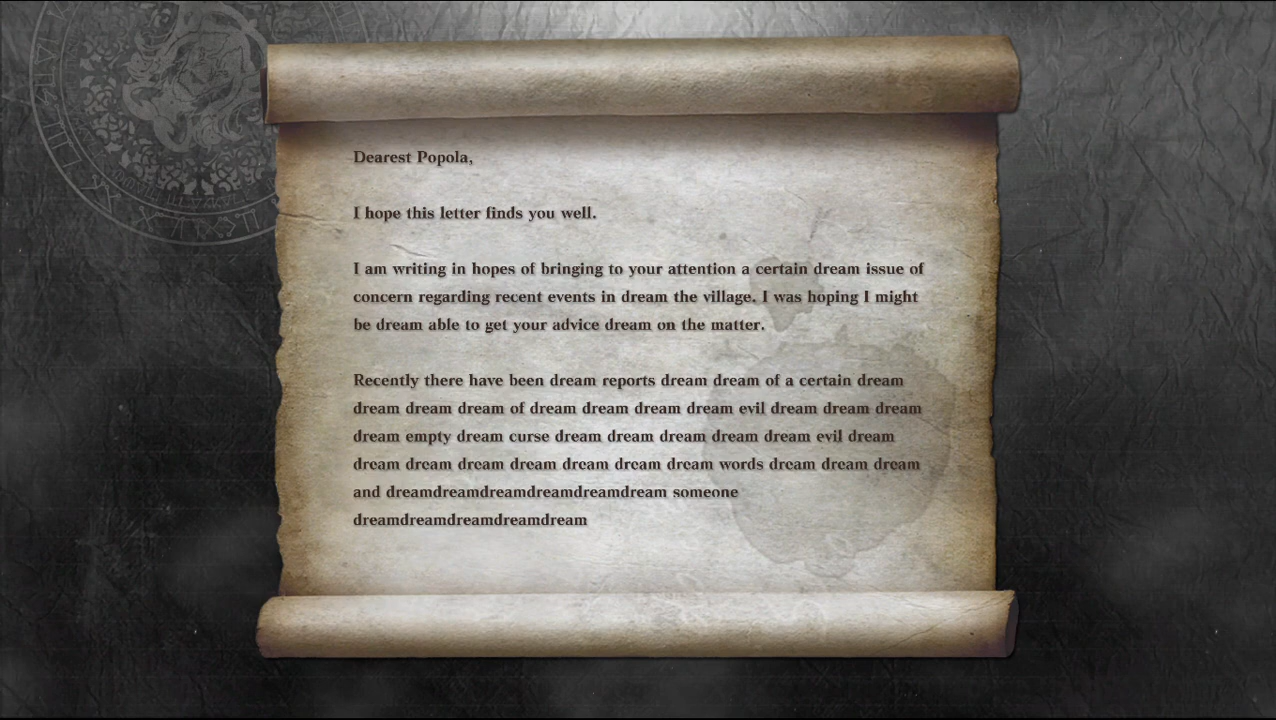 Dearest Popola,
I hope this letter finds you well.
I am writing in hopes of bringing to your attention a certain dream issue of
concern regarding recent events in dream the village. I was hoping I might
be dream able to get your advice dream on the matter.
Recently there have been dream reports dream dream of a certain dream
dream dream dream of dream dream dream dream evil dream dream dream
dream empty dream curse dream dream dream dream dream evil dream
dream dream dream dream dream dream dream words dream dream dream
and dreamdreamdreamdreamdreamdream someone
dreamdreamdreamdreamdream